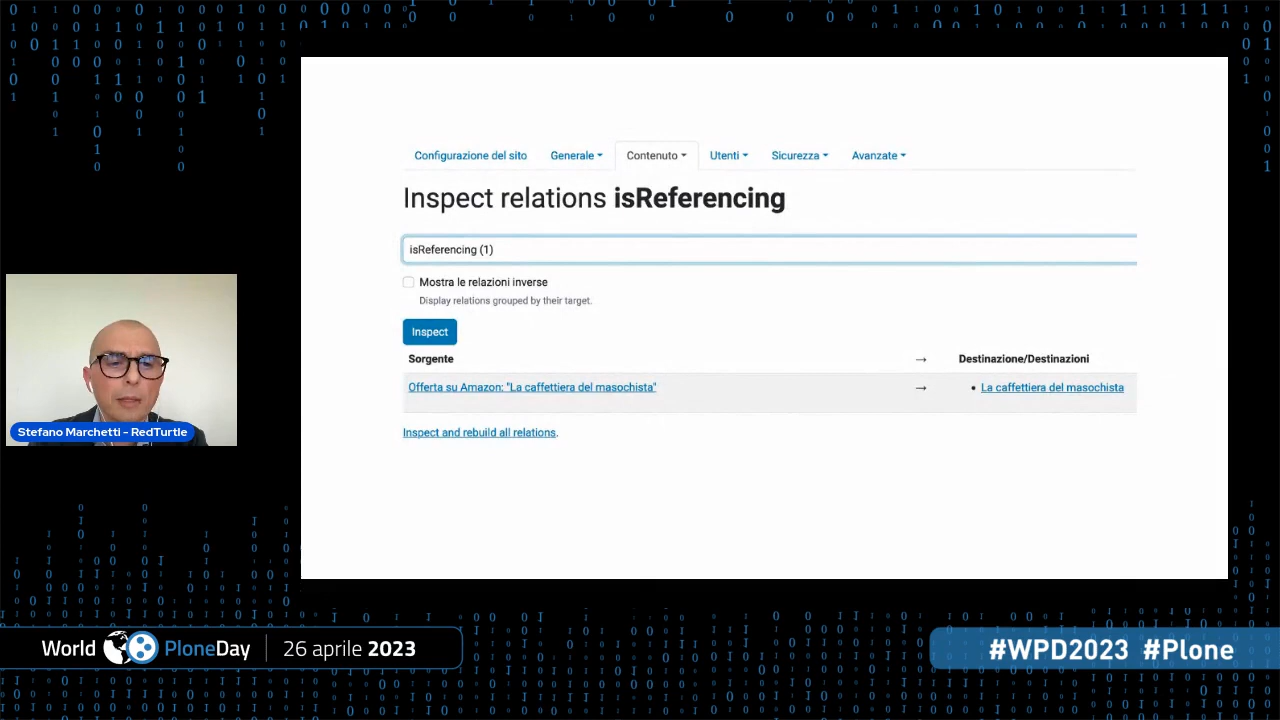 Configurazione del sito Generale Contenuto Utenti Sicurezza Avanzate
Inspect relations isReferencing
isReferencing (1)
Mostra le relazioni inverse
Display relations grouped by their target.
Inspect
Sorgente → Destinazione/Destinazioni
Offerta su Amazon: "La caffettiera del masochista" → • La caffettiera del masochista
Inspect and rebuild all relations.
Stefano Marchetti - RedTurtle
World PloneDay 26 aprile 2023
#WPD2023 #Plone